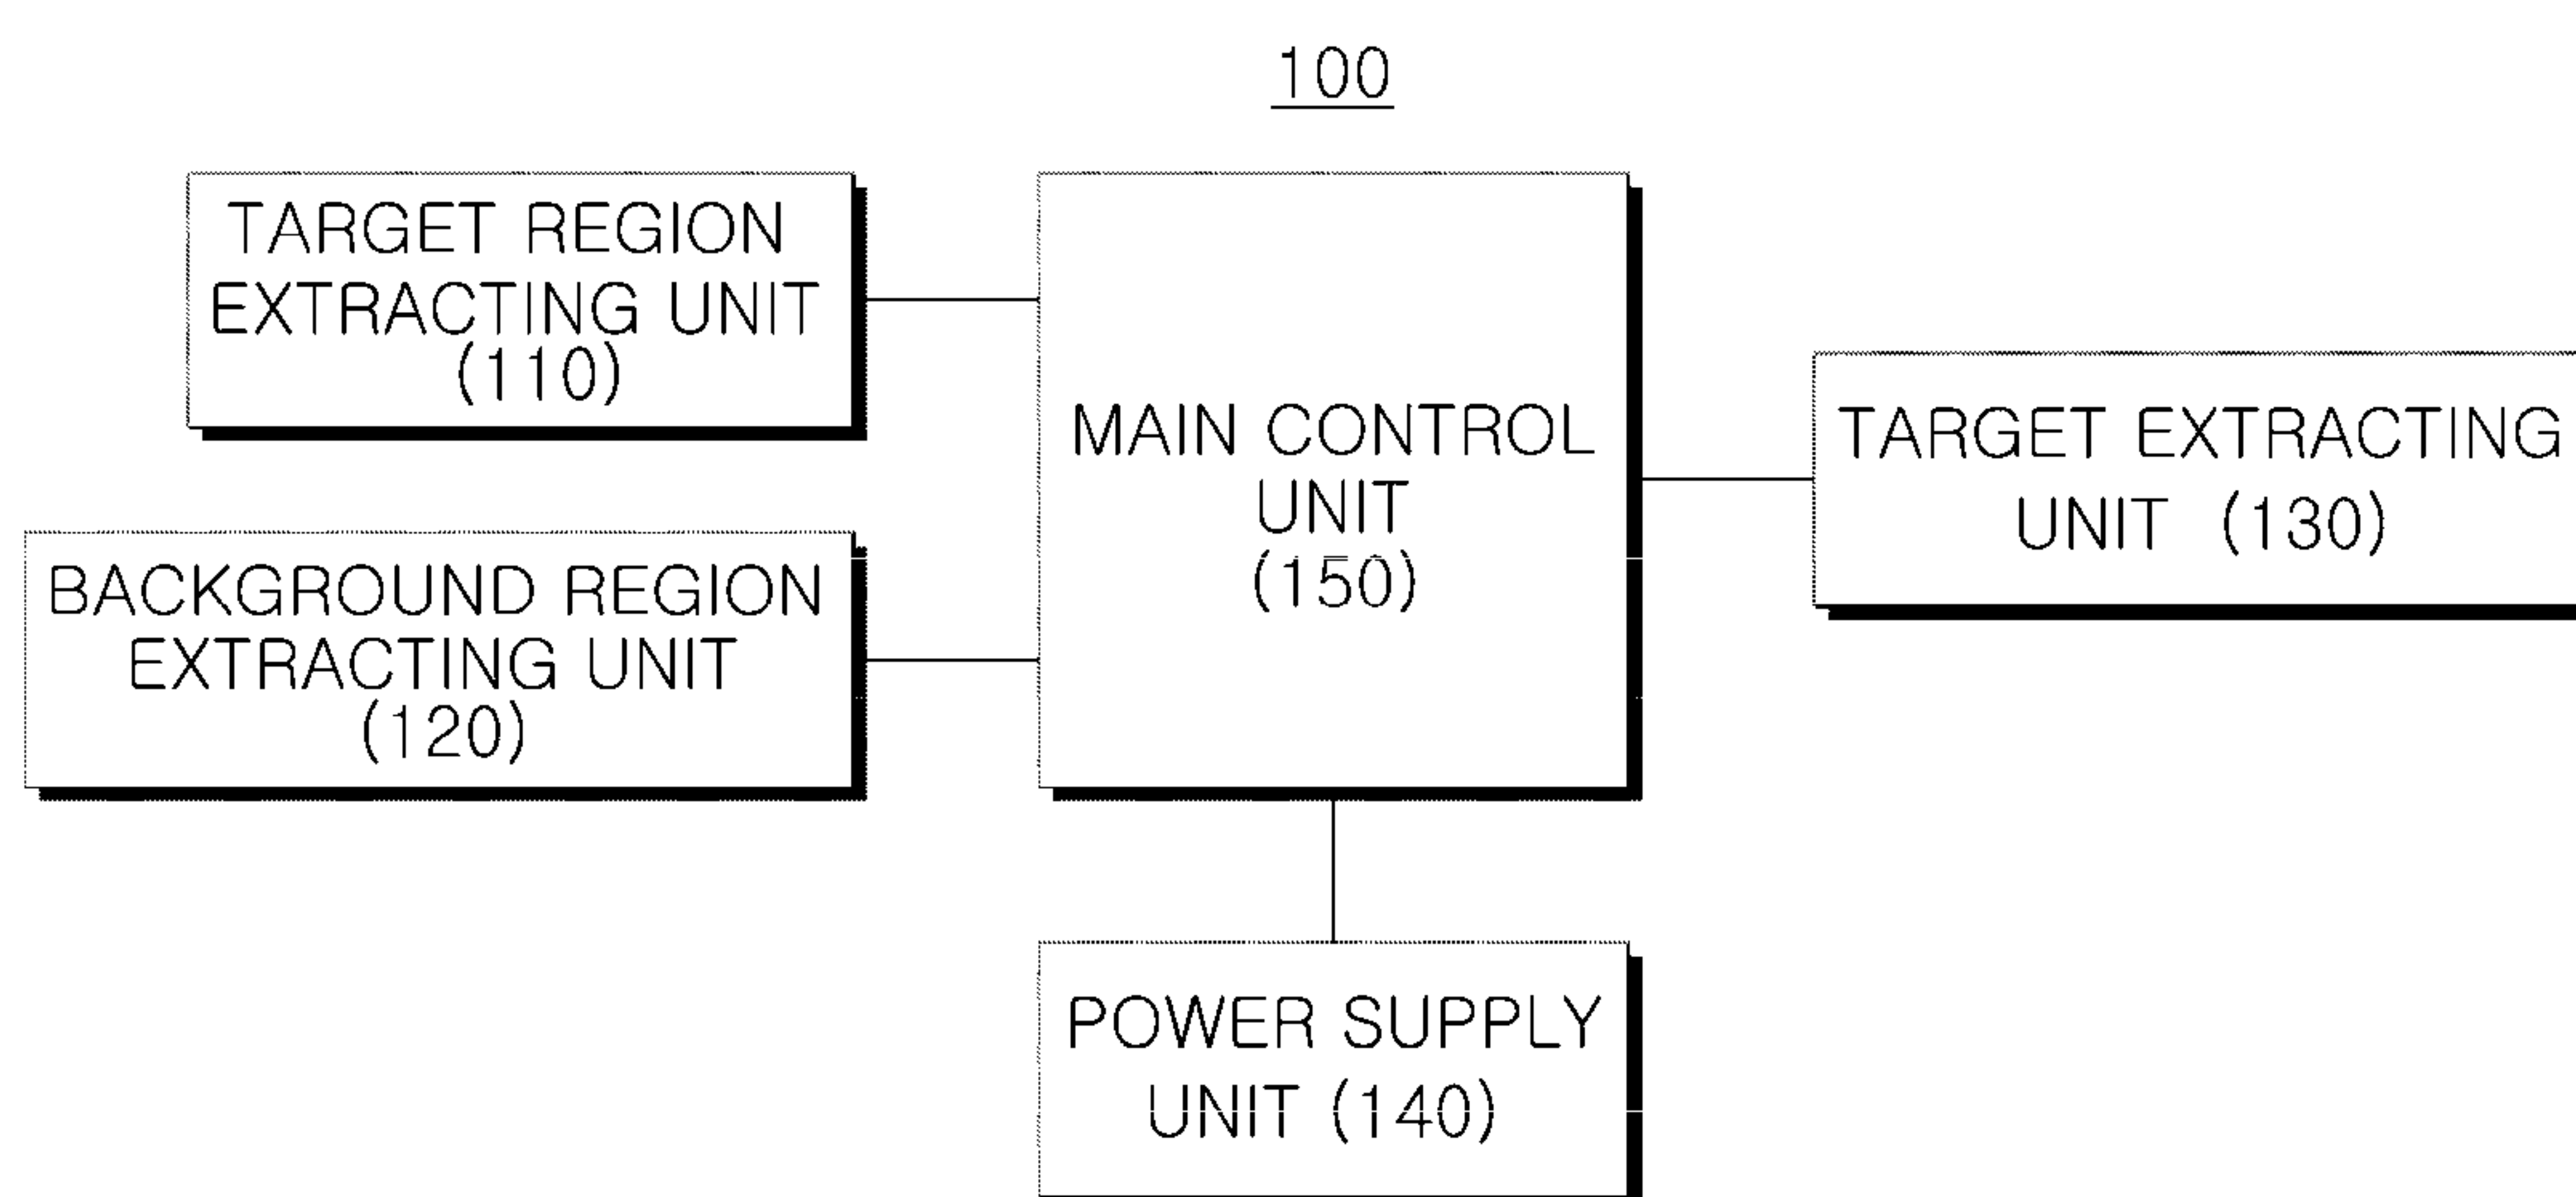 100
TARGET REGION
EXTRACTING UNIT
(110)
BACKGROUND REGION
EXTRACTING UNIT
(120)
MAIN CONTROL
UNIT
(150)
TARGET EXTRACTING
UNIT (130)
POWER SUPPLY
UNIT (140)